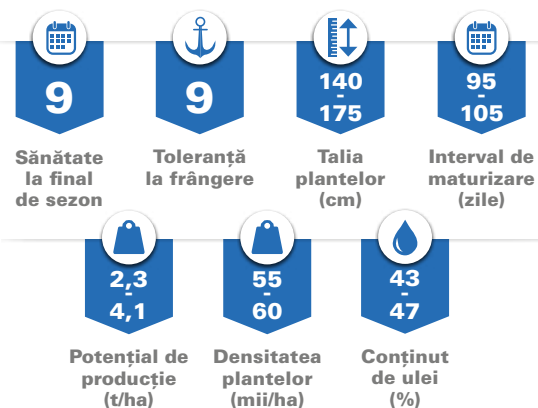 9
Sănătate
la final
de sezon
9
Toleranță
la frângere
140
-
175
Talia
plantelor
(cm)
95
-
105
Interval de
maturizare
(zile)
2,3
-
4,1
Potențial de
producție
(t/ha)
55
-
60
Densitatea
plantelor
(mii/ha)
43
-
47
Conținut
de ulei
(%)